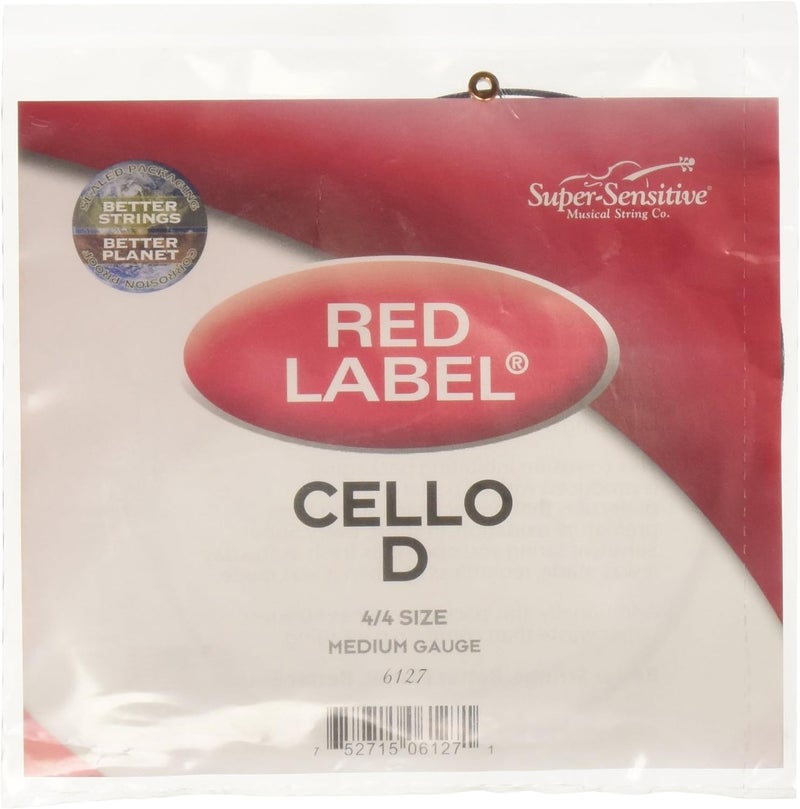 SEALED PACKAGING
BETTER
STRINGS
BETTER
PLANET
CORROSION PROOF
Super-Sensitive®
Musical String Co.
RED
LABEL®
CELLO
D
4/4 SIZE
MEDIUM GAUGE
6127
7 52715 06127 1